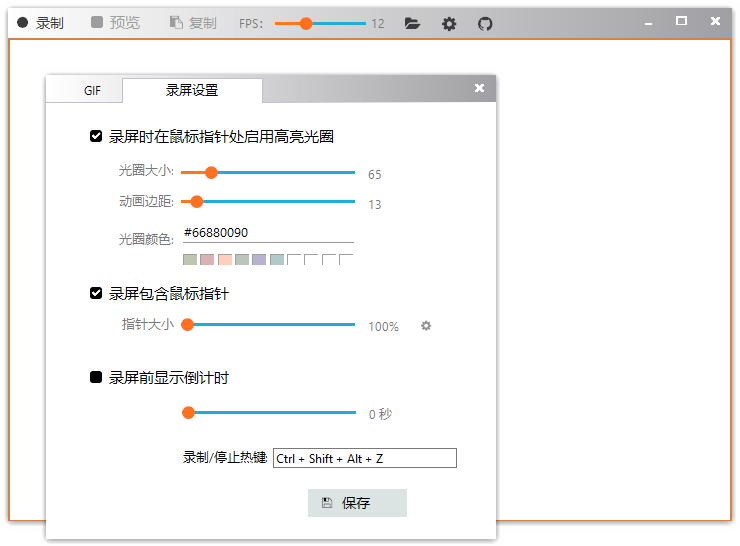 录制 预览 复制 FPS: 12
GIF 录屏设置
录屏时在鼠标指针处启用高亮光圈
光圈大小: 65
动画边距: 13
光圈颜色: #66880090
录屏包含鼠标指针
指针大小 100%
录屏前显示倒计时
0 秒
录制/停止热键: Ctrl + Shift + Alt + Z
保存